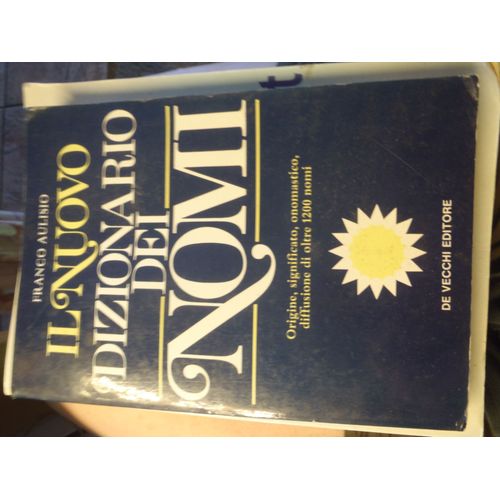 FRANCO AULISIO
IL NUOVO
DIZIONARIO
DEI
NOMI
Origine, significato, onomastico,
diffusione di oltre 1200 nomi
DE VECCHI EDITORE